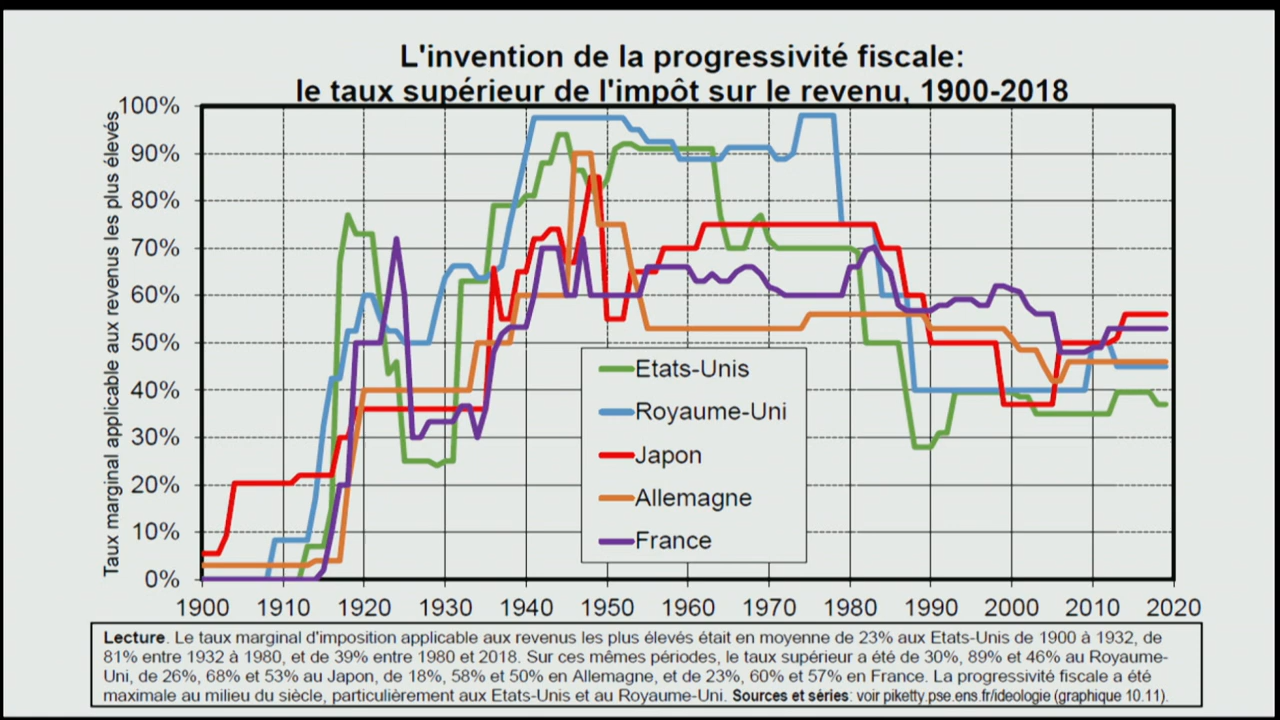 L'invention de la progressivité fiscale:
le taux supérieur de l'impôt sur le revenu, 1900-2018
Taux marginal applicable aux revenus les plus élevés
100%
90%
80%
70%
60%
50%
40%
30%
20%
10%
0%
Etats-Unis
Royaume-Uni
Japon
Allemagne
France
1900 1910 1920 1930 1940 1950 1960 1970 1980 1990 2000 2010 2020
Lecture. Le taux marginal d'imposition applicable aux revenus les plus élevés était en moyenne de 23% aux Etats-Unis de 1900 à 1932, de
81% entre 1932 à 1980, et de 39% entre 1980 et 2018. Sur ces mêmes périodes, le taux supérieur a été de 30%, 89% et 46% au Royaume-
Uni, de 26%, 68% et 53% au Japon, de 18%, 58% et 50% en Allemagne, et de 23%, 60% et 57% en France. La progressivité fiscale a été
maximale au milieu du siècle, particulièrement aux Etats-Unis et au Royaume-Uni. Sources et séries: voir piketty.pse.ens.fr/ideologie (graphique 10.11).